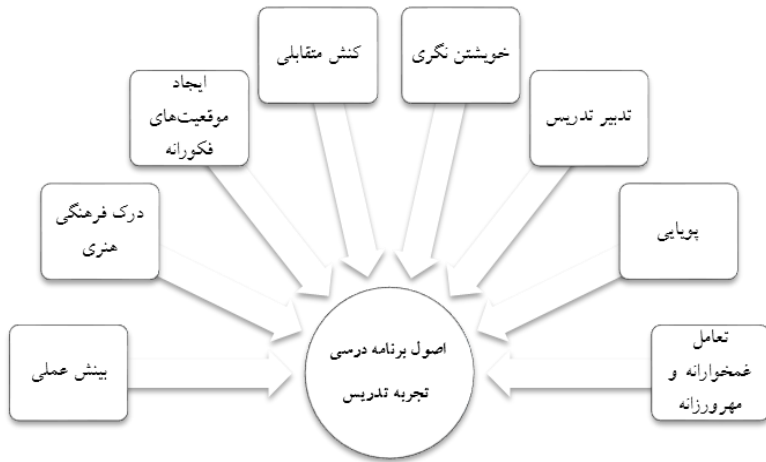 کنش متقابلی
خویشتن نگری
ایجاد
موقعیت‌های
فکورانه
تدبیر تدریس
درک فرهنگی
هنری
پویایی
بینش عملی
اصول برنامه درسی
تجربه تدریس
تعامل
غمخوارانه و
مهرورزانه